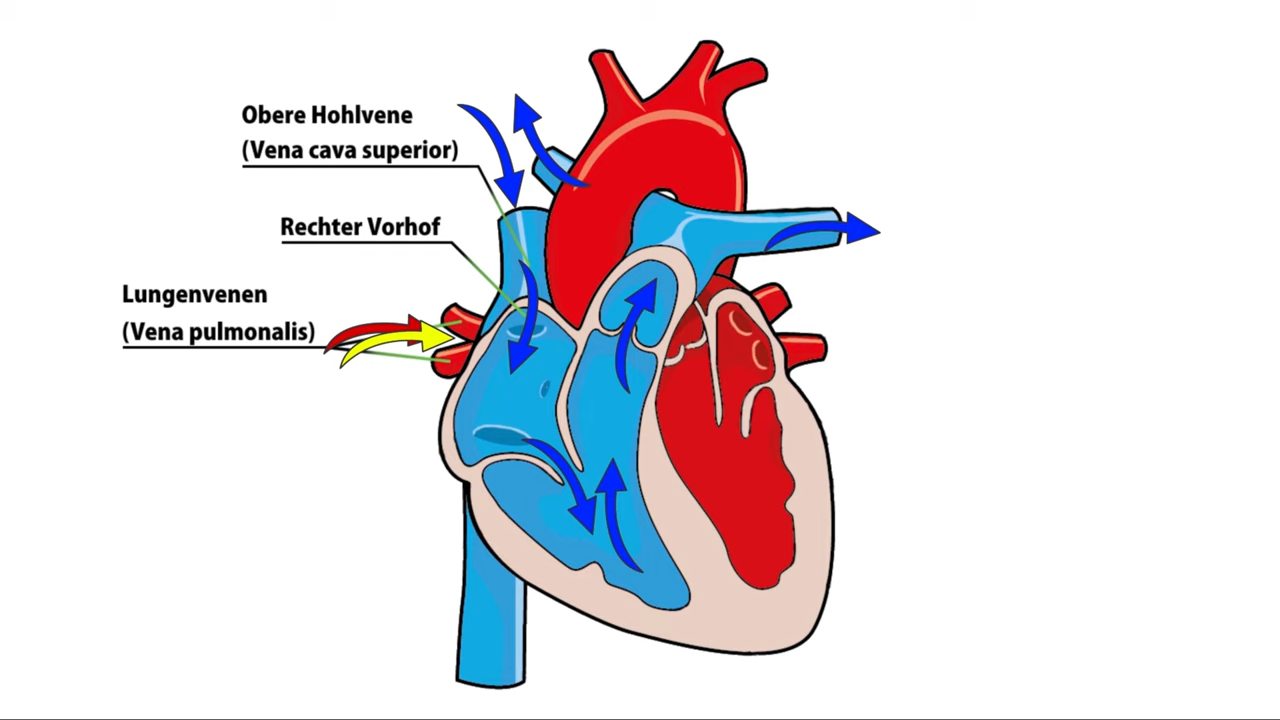 Obere Hohlvene
(Vena cava superior)
Rechter Vorhof
Lungenvenen
(Vena pulmonalis)